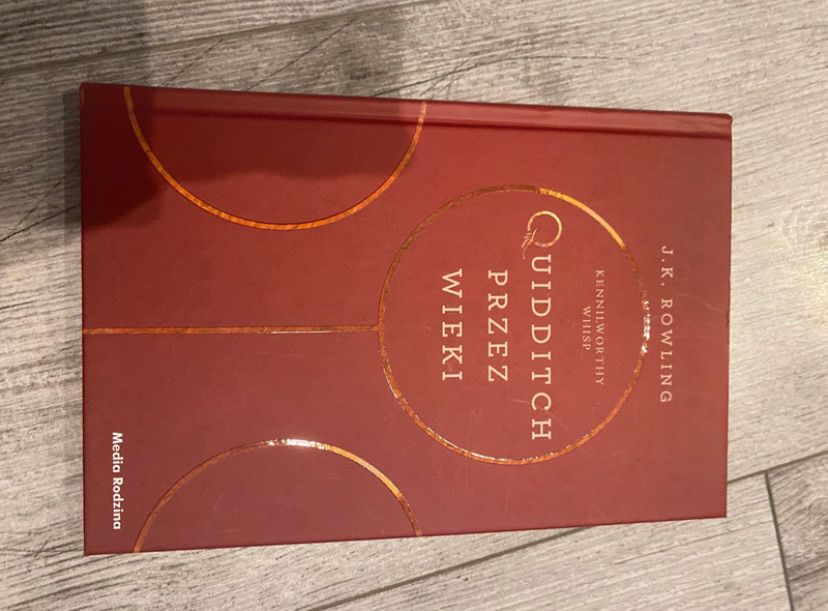 J.K. ROWLING
KENNILWORTHY
WHISP
QUIDDITCH
PRZEZ
WIEKI
Media Rodzina